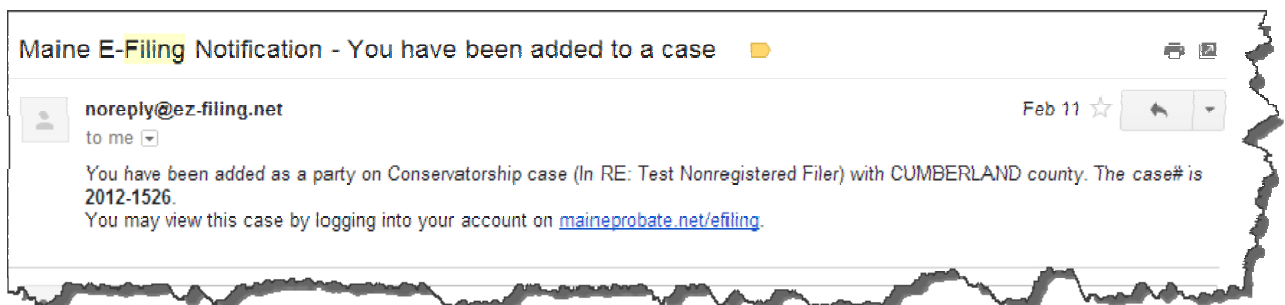 Maine E-Filing Notification - You have been added to a case
noreply@ez-filing.net
Feb 11
to me
You have been added as a party on Conservatorship case (In RE: Test Nonregistered Filer) with CUMBERLAND county. The case# is
2012-1526.
You may view this case by logging into your account on maineprobate.net/efiling.